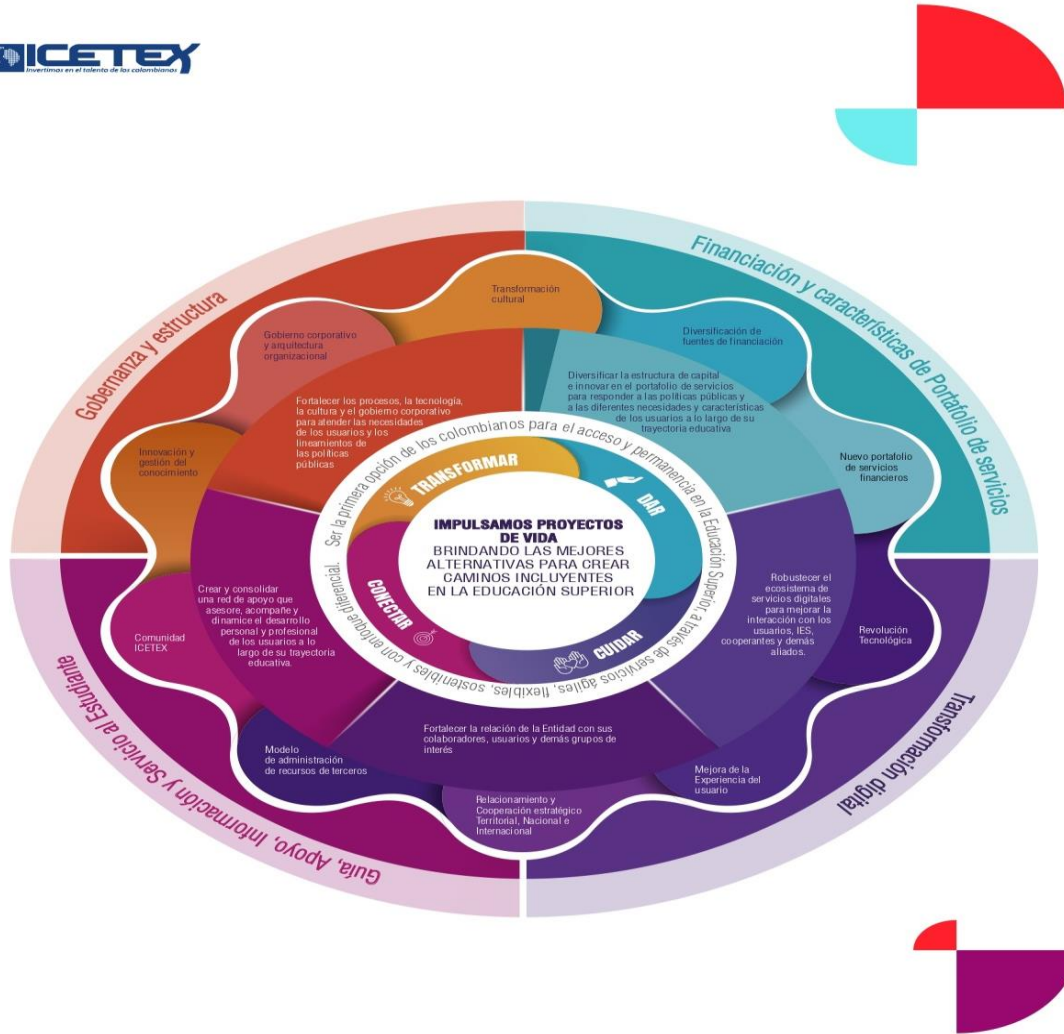 ICETEX
Invertimos en el talento de los colombianos
Gobernanza y estructura
Financiación y características de Portafolio de servicios
Transformación cultural
Gobierno corporativo
y arquitectura
organizacional
Innovación y
gestión del
conocimiento
Diversificación de
fuentes de financiación
Nuevo portafolio
de servicios
financieros
Fortalecer los procesos, la tecnología,
la cultura y el gobierno corporativo
para atender las necesidades
de los usuarios y los
lineamientos de
las políticas
públicas
Diversificar la estructura de capital
e innovar en el portafolio de servicios
para responder a las políticas públicas y
a las diferentes necesidades y características
de los usuarios a lo largo de su
trayectoria educativa
Ser la primera opción de los colombianos para el acceso y permanencia en la Educación Superior, a través de servicios ágiles, flexibles, sostenibles y con enfoque diferencial.
TRANSFORMAR
DAR
CONECTAR
CUIDAR
IMPULSAMOS PROYECTOS
DE VIDA
BRINDANDO LAS MEJORES
ALTERNATIVAS PARA CREAR
CAMINOS INCLUYENTES
EN LA EDUCACIÓN SUPERIOR
Crear y consolidar
una red de apoyo que
asesore, acompañe y
dinamice el desarrollo
personal y profesional
de los usuarios a lo
largo de su trayectoria
educativa.
Robustecer el
ecosistema de
servicios digitales
para mejorar la
interacción con los
usuarios, IES,
cooperantes y demás
aliados.
Comunidad
ICETEX
Revolución
Tecnológica
Fortalecer la relación de la Entidad con sus
colaboradores, usuarios y demás grupos de
interés
Modelo
de administración
de recursos de terceros
Relacionamiento y
Cooperación estratégico
Territorial, Nacional e
Internacional
Mejora de la
Experiencia del
usuario
Guía, Apoyo, Información y Servicio al Estudiante
Transformación digital